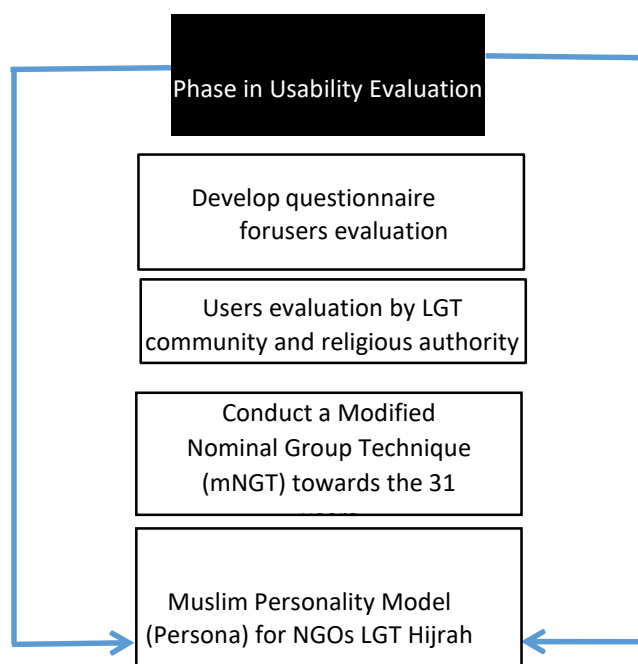 Phase in Usability Evaluation
Develop questionnaire
forusers evaluation
Users evaluation by LGT
community and religious authority
Conduct a Modified
Nominal Group Technique
(mNGT) towards the 31
Muslim Personality Model
(Persona) for NGOs LGT Hijrah